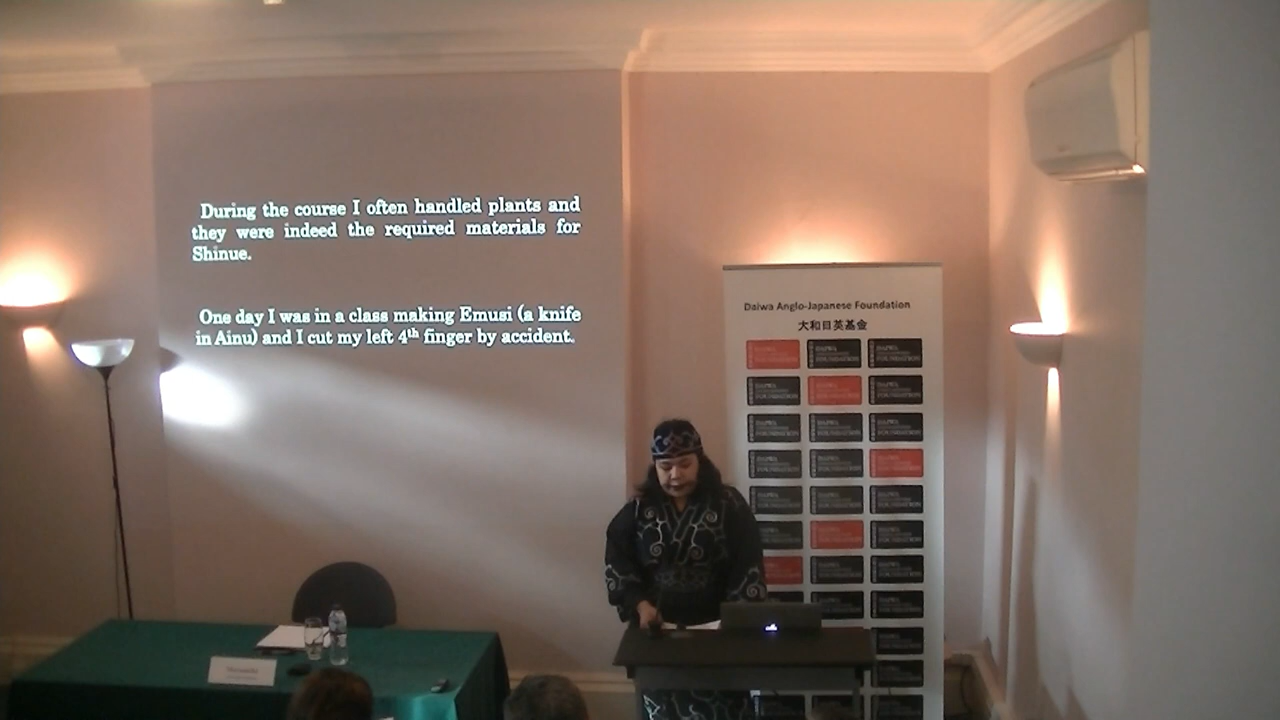 During the course I often handled plants and
they were indeed the required materials for
Shinue.
One day I was in a class making Emusi (a knife
in Ainu) and I cut my left 4th finger by accident.
Daiwa Anglo-Japanese Foundation
大和日英基金